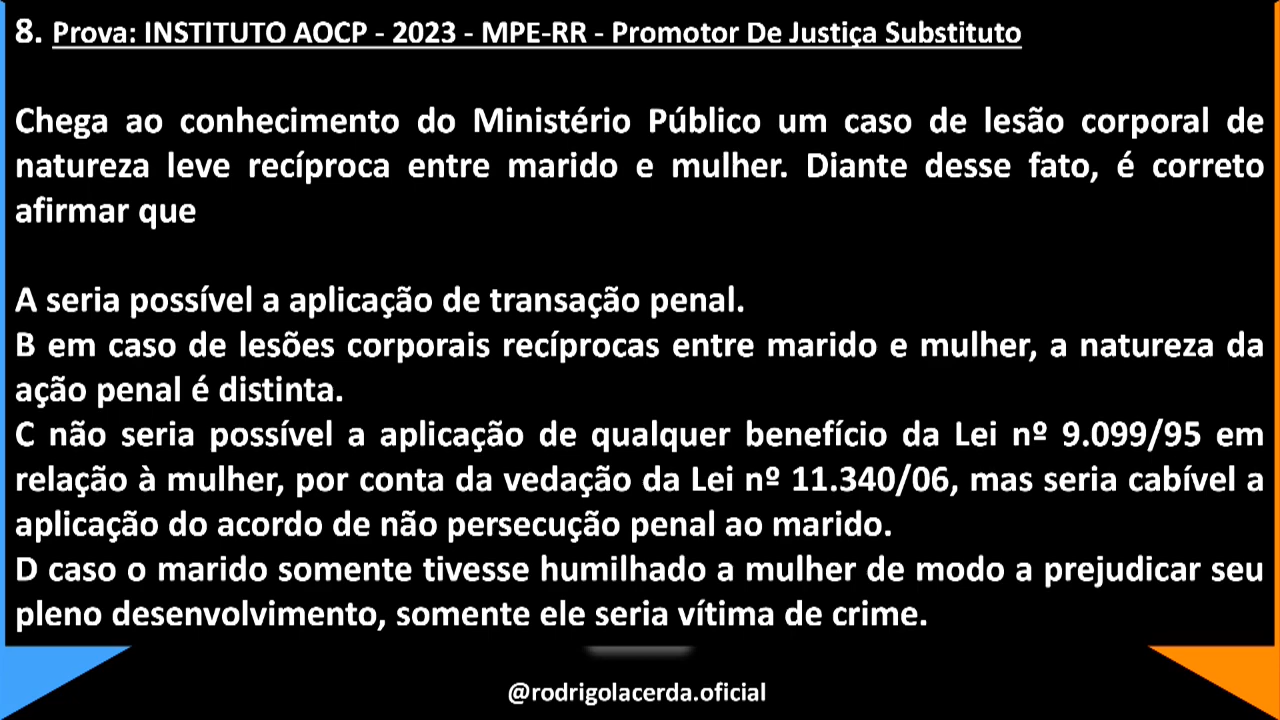 8. Prova: INSTITUTO AOCP - 2023 - MPE-RR - Promotor De Justiça Substituto
Chega ao conhecimento do Ministério Público um caso de lesão corporal de
natureza leve recíproca entre marido e mulher. Diante desse fato, é correto
afirmar que
A seria possível a aplicação de transação penal.
B em caso de lesões corporais recíprocas entre marido e mulher, a natureza da
ação penal é distinta.
C não seria possível a aplicação de qualquer benefício da Lei nº 9.099/95 em
relação à mulher, por conta da vedação da Lei nº 11.340/06, mas seria cabível a
aplicação do acordo de não persecução penal ao marido.
D caso o marido somente tivesse humilhado a mulher de modo a prejudicar seu
pleno desenvolvimento, somente ele seria vítima de crime.
@rodrigolacerda.oficial